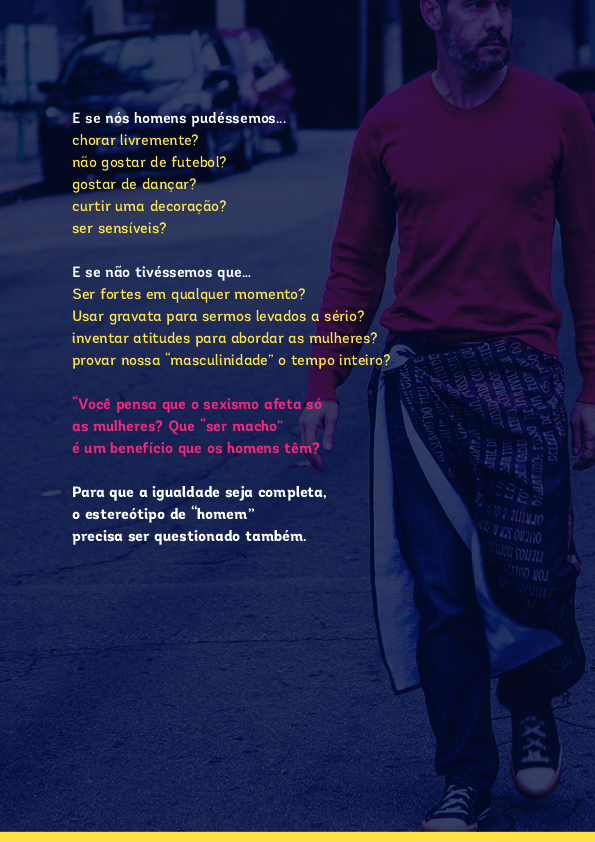 E se nós homens pudéssemos...
chorar livremente?
não gostar de futebol?
gostar de dançar?
curtir uma decoração?
ser sensíveis?
E se não tivéssemos que...
Ser fortes em qualquer momento?
Usar gravata para sermos levados a sério?
inventar atitudes para abordar as mulheres?
provar nossa “masculinidade” o tempo inteiro?
“Você pensa que o sexismo afeta só
as mulheres? Que “ser macho”
é um benefício que os homens têm?
Para que a igualdade seja completa,
o estereótipo de “homem”
precisa ser questionado também.